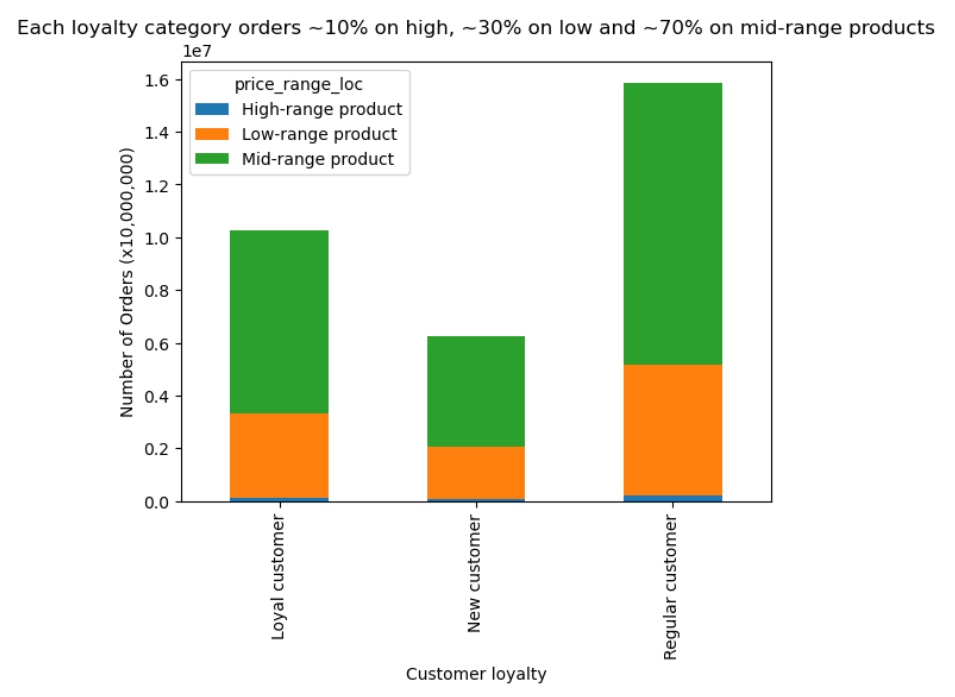 Each loyalty category orders ~10% on high, ~30% on low and ~70% on mid-range products
1e7
price_range_loc
High-range product
Low-range product
Mid-range product
1.6
1.4
1.2
1.0
0.8
0.6
0.4
0.2
0.0
Number of Orders (x10,000,000)
Loyal customer
New customer
Regular customer
Customer loyalty